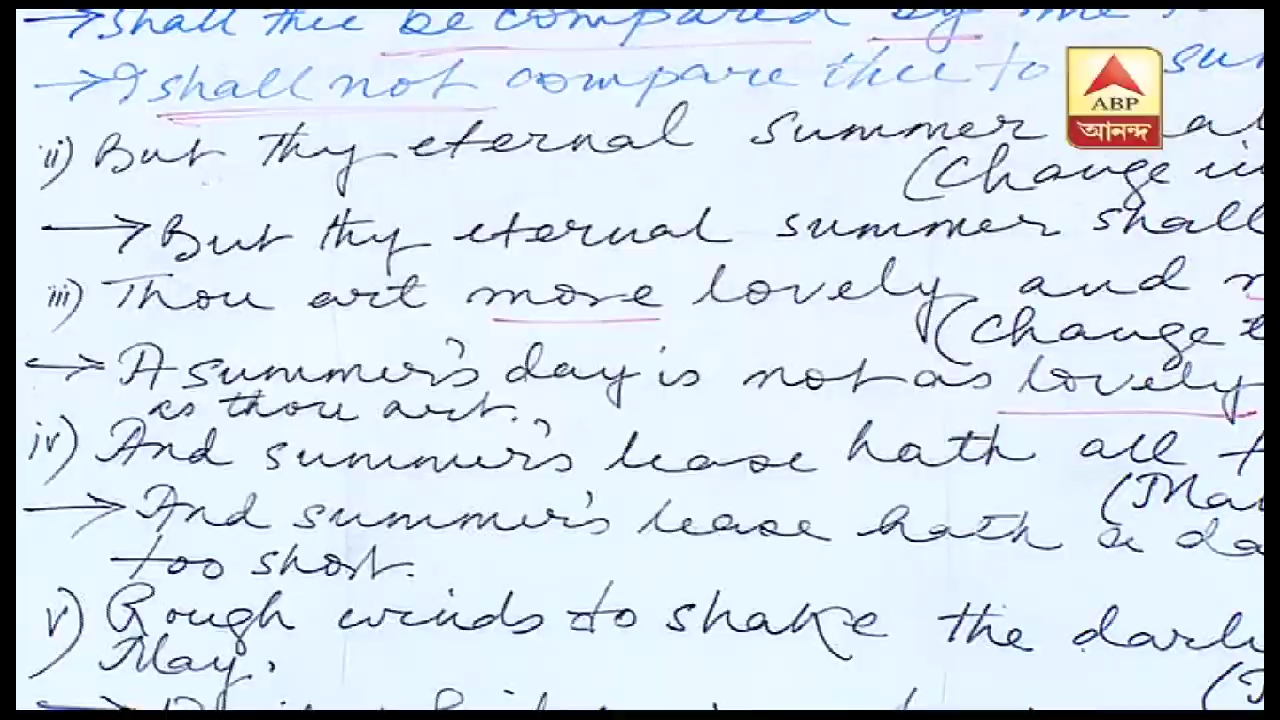 → shall thee be compared by me
→ I shall not compare thee to
ABP
আনন্দ
ii) But thy eternal summer
(Change in
→ But thy eternal summer shall
iii) Thou art more lovely and
(Change
→ A summer's day is not as lovely
as thou art.
iv) And summer's lease hath all
→ And summer's lease hath a
too short.
v) Rough winds to shake the
May.